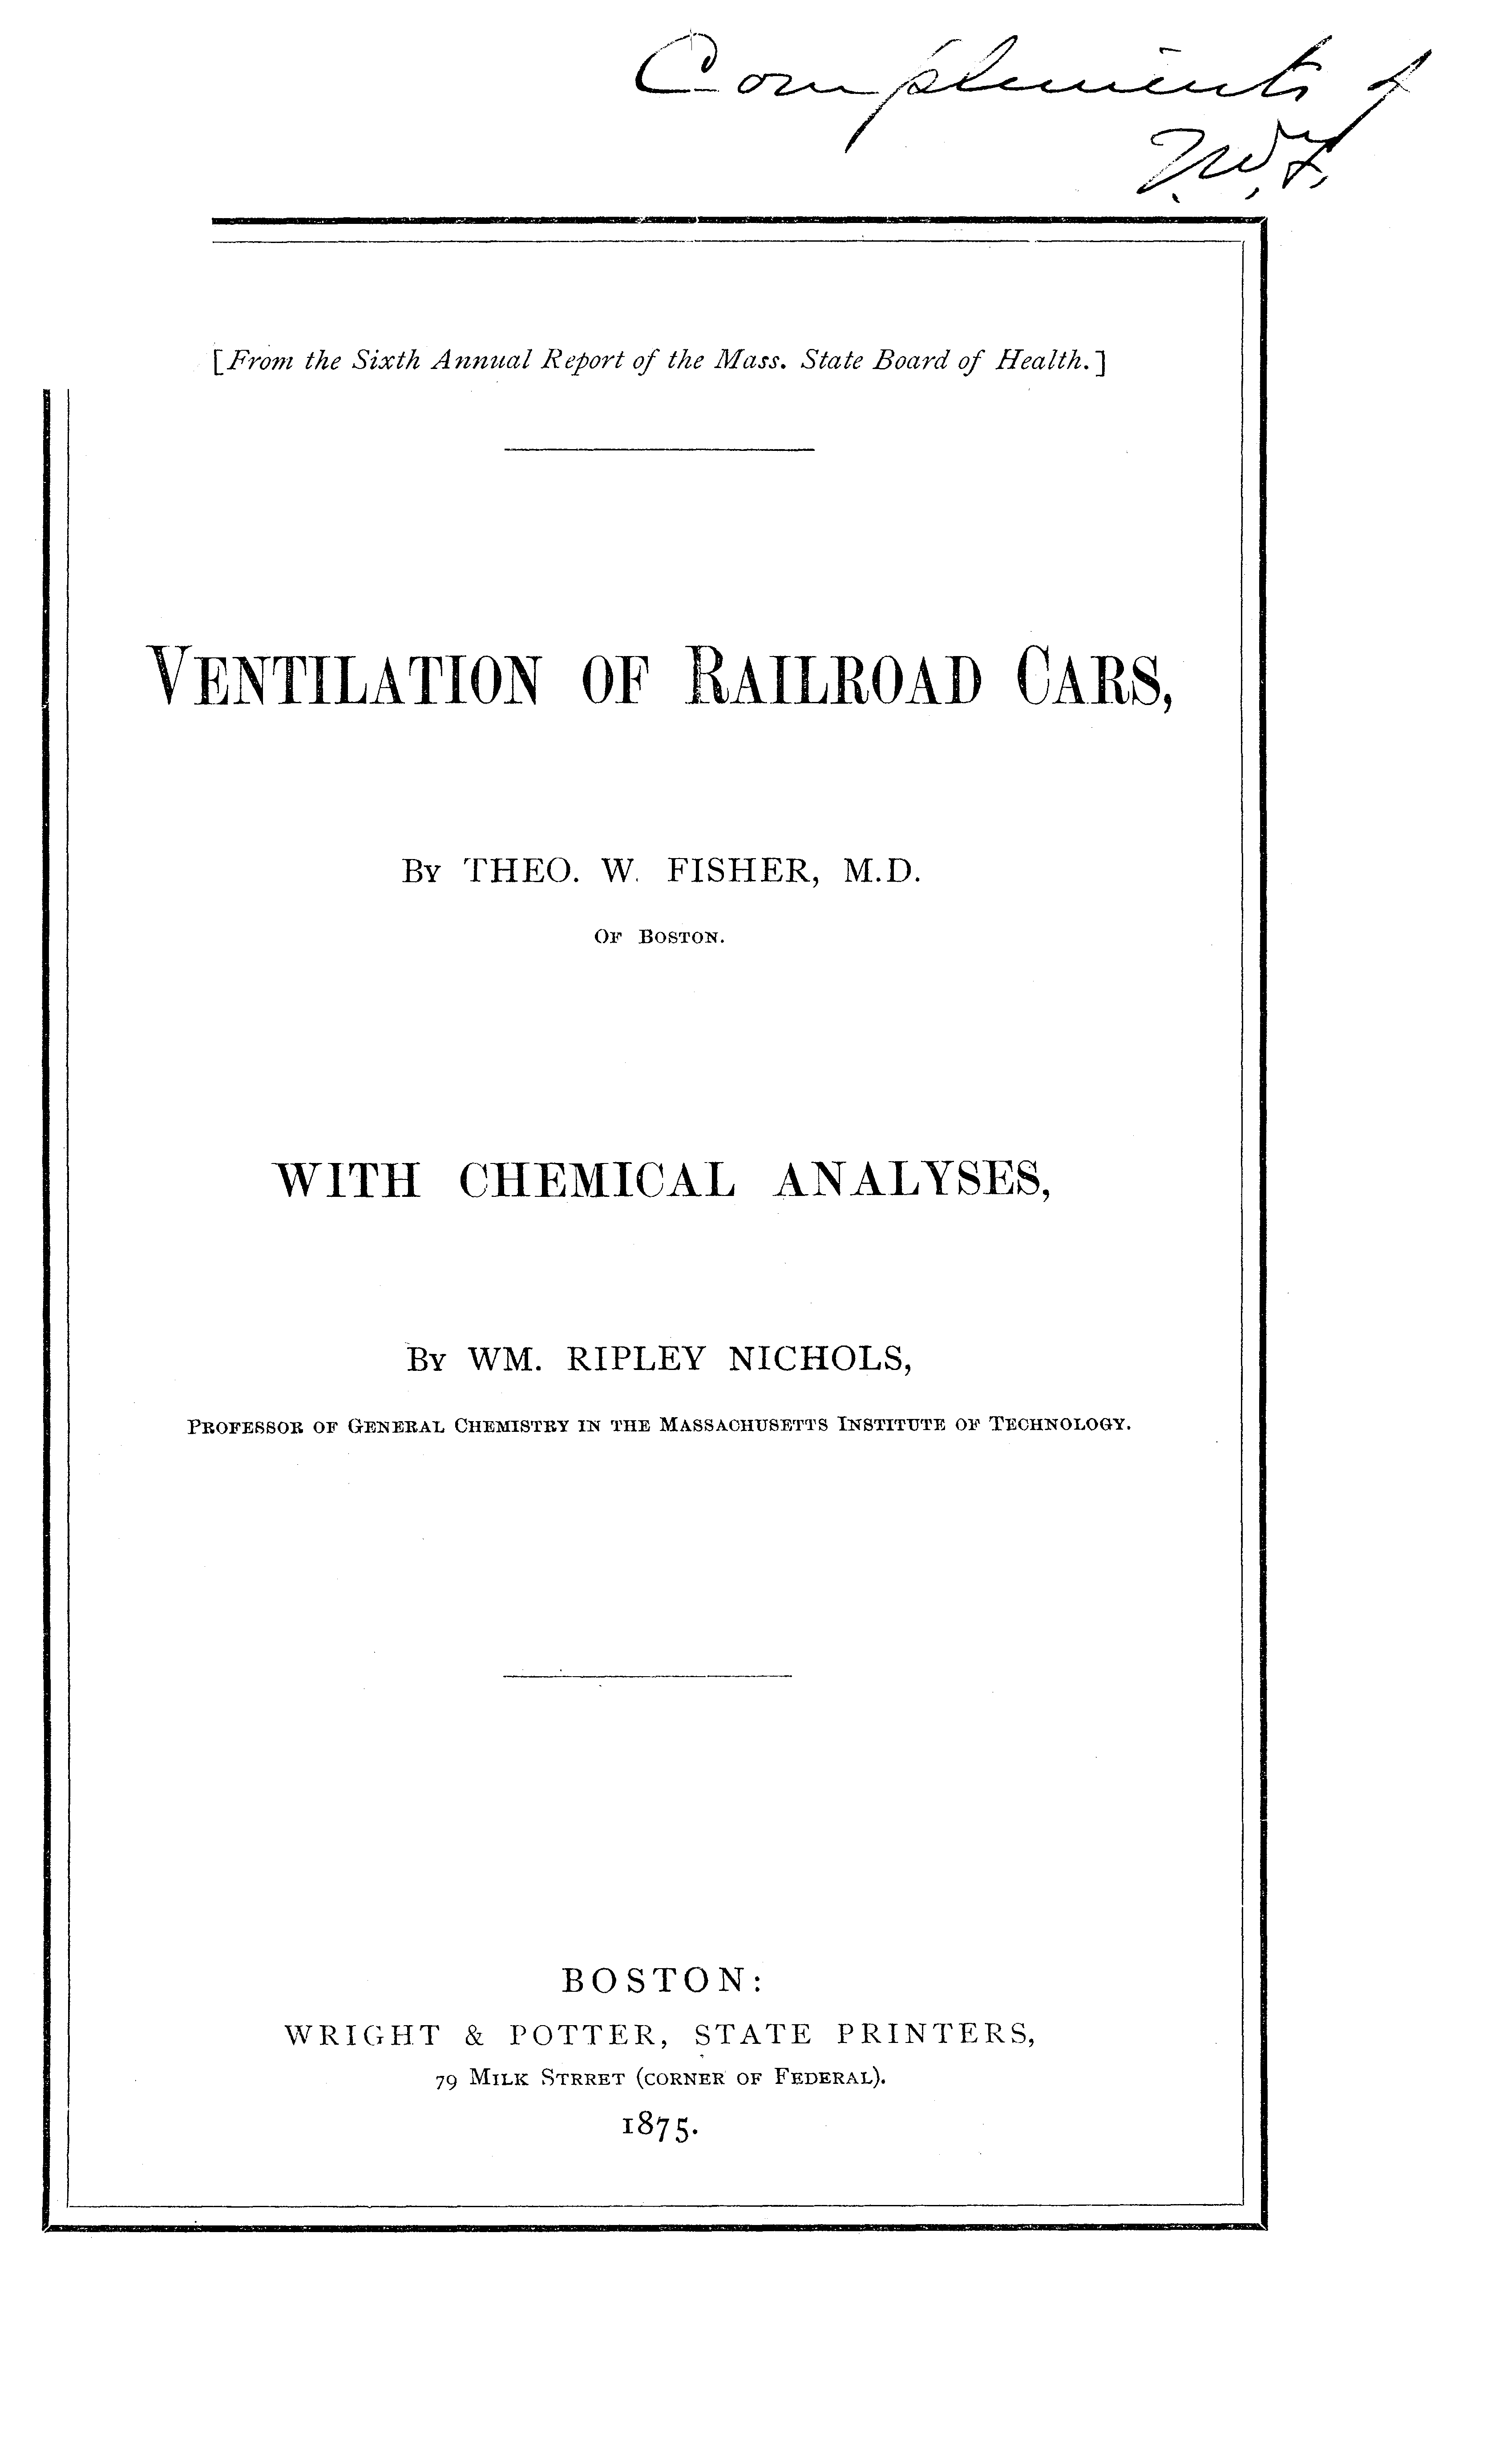 Complements of
T.W.F.
[From the Sixth Annual Report of the Mass. State Board of Health.]
VENTILATION OF RAILROAD CARS,
BY THEO. W. FISHER, M.D.
OF BOSTON.
WITH CHEMICAL ANALYSES,
BY WM. RIPLEY NICHOLS,
PROFESSOR OF GENERAL CHEMISTRY IN THE MASSACHUSETTS INSTITUTE OF TECHNOLOGY.
BOSTON:
WRIGHT & POTTER, STATE PRINTERS,
79 MILK STRRET (CORNER OF FEDERAL).
1875.